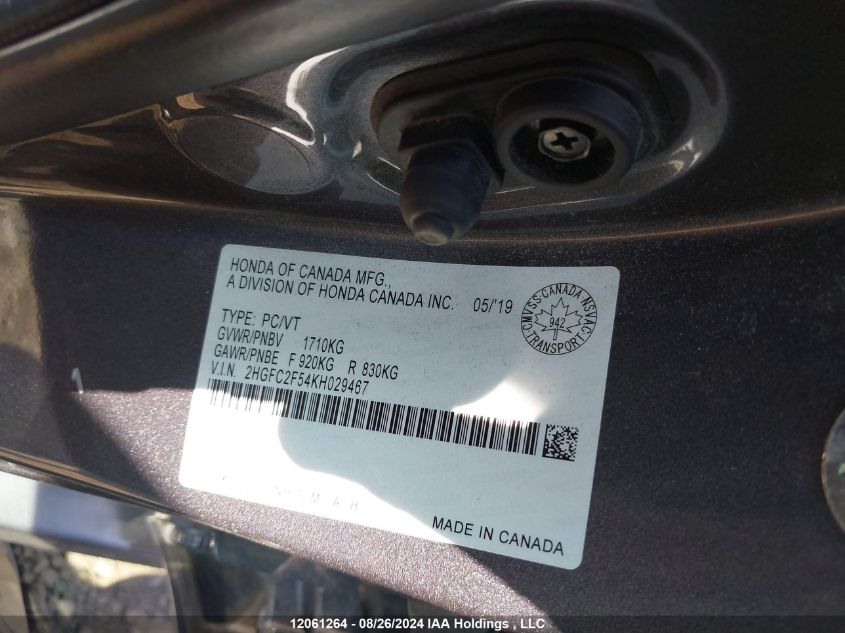 HONDA OF CANADA MFG.,
A DIVISION OF HONDA CANADA INC. 05/'19
CMVSS·CANADA·NSVAC
942
TRANSPORT
TYPE: PC/VT
GVWR/PNBV 1710KG
GAWR/PNBE F 920KG R 830KG
V.I.N. 2HGFC2F54KH029467
MADE IN CANADA
12061264 - 08/26/2024 IAA Holdings , LLC